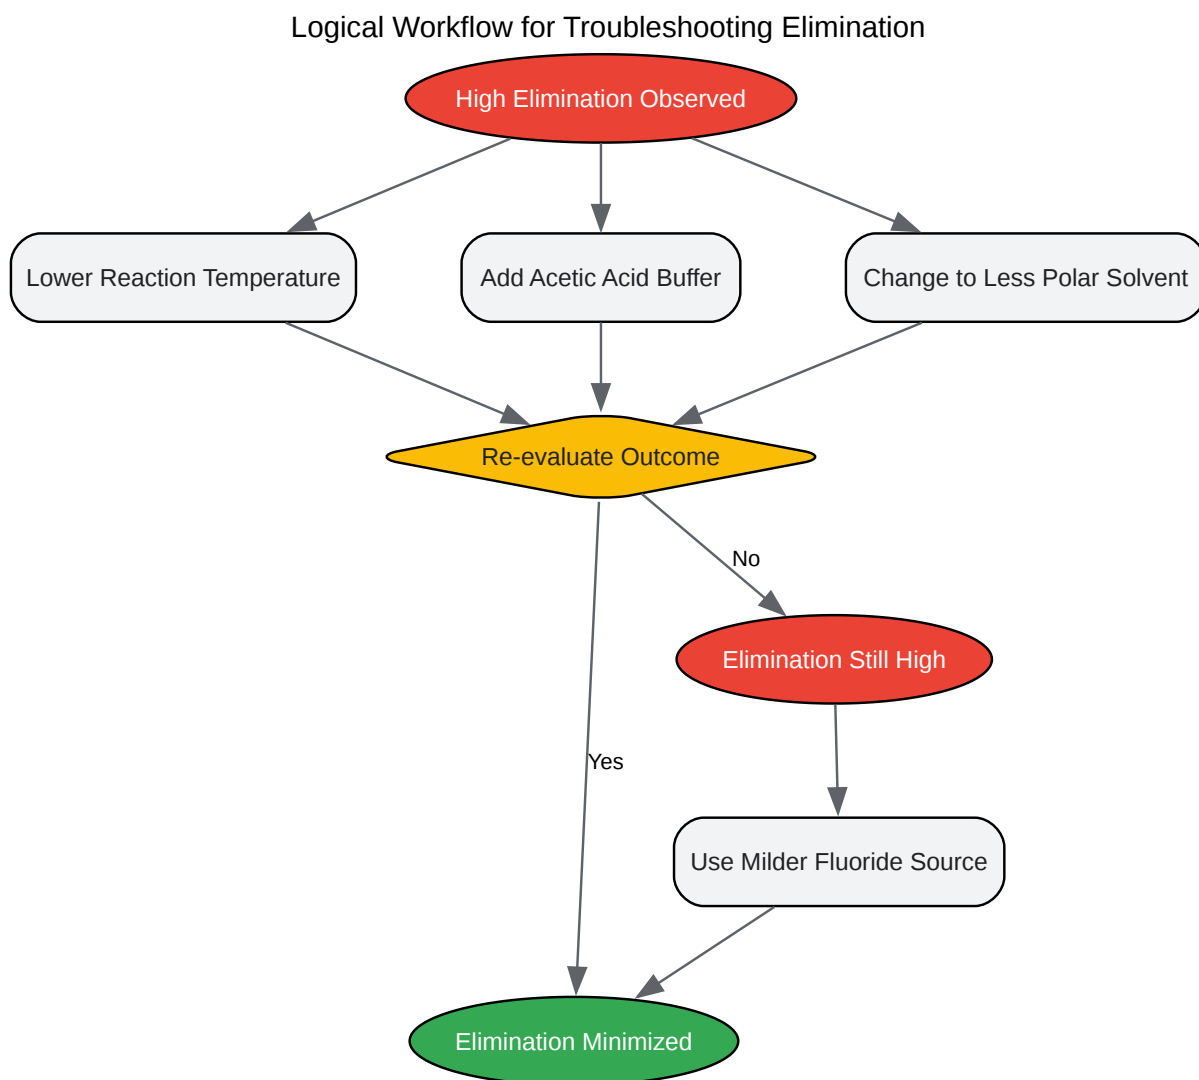 Logical Workflow for Troubleshooting Elimination
High Elimination Observed
Lower Reaction Temperature
Add Acetic Acid Buffer
Change to Less Polar Solvent
Re-evaluate Outcome
No
Elimination Still High
Yes
Use Milder Fluoride Source
Elimination Minimized